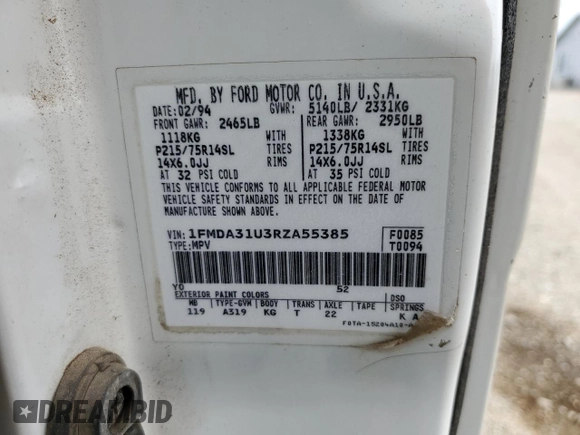 MFD. BY FORD MOTOR CO. IN U.S.A.
DATE: 02/94 GVWR: 5140LB/ 2331KG
FRONT GAWR: 2465LB REAR GAWR: 2950LB
1118KG WITH 1338KG WITH
P215/75R14SL TIRES P215/75R14SL TIRES
14X6.0JJ RIMS 14X6.0JJ RIMS
AT 32 PSI COLD AT 35 PSI COLD
THIS VEHICLE CONFORMS TO ALL APPLICABLE FEDERAL MOTOR
VEHICLE SAFETY STANDARDS IN EFFECT ON THE DATE OF
MANUFACTURE SHOWN ABOVE.
VIN: 1FMDA31U3RZA55385 F0085
TYPE: MPV T0094
YO 52
EXTERIOR PAINT COLORS DSO
WB TYPE-GVW BODY TRANS AXLE TAPE SPRINGS
119 A319 KG T 22 K A
DREAMBID